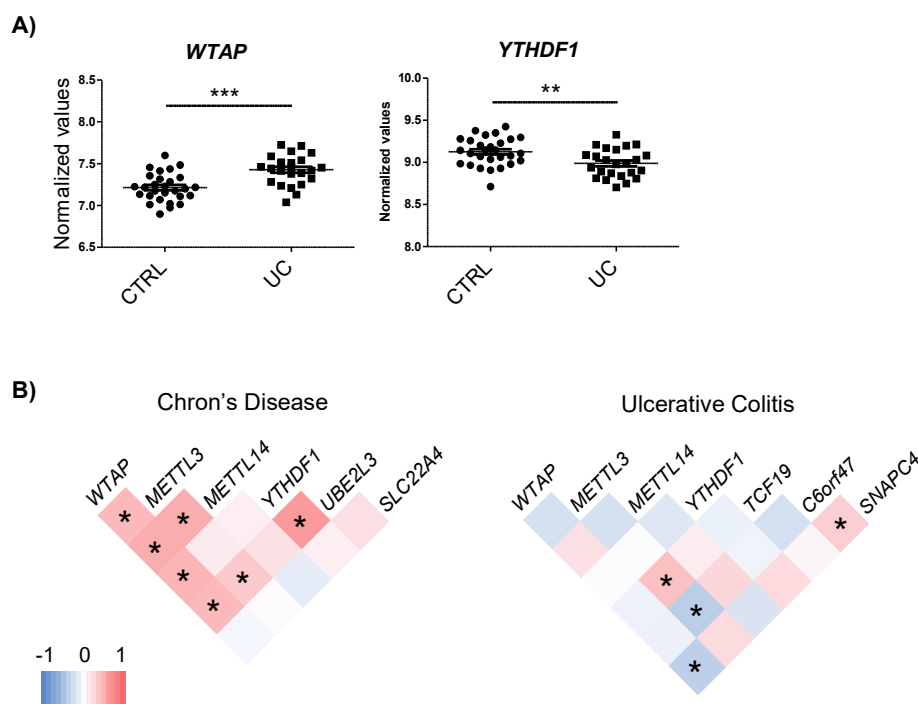 A)
WTAP
YTHDF1
Normalized values
8.5
8.0
7.5
7.0
6.5
***
CTRL
UC
Normalized values
10.0
9.5
9.0
8.5
8.0
**
CTRL
UC
B)
Chron's Disease
Ulcerative Colitis
WTAP
METTL3
METTL14
YTHDF1
UBE2L3
SLC22A4
WTAP
METTL3
METTL14
YTHDF1
TCF19
C6orf47
SNAPC4
* * *
*
*
* *
*
*
*
*
*
-1 0 1